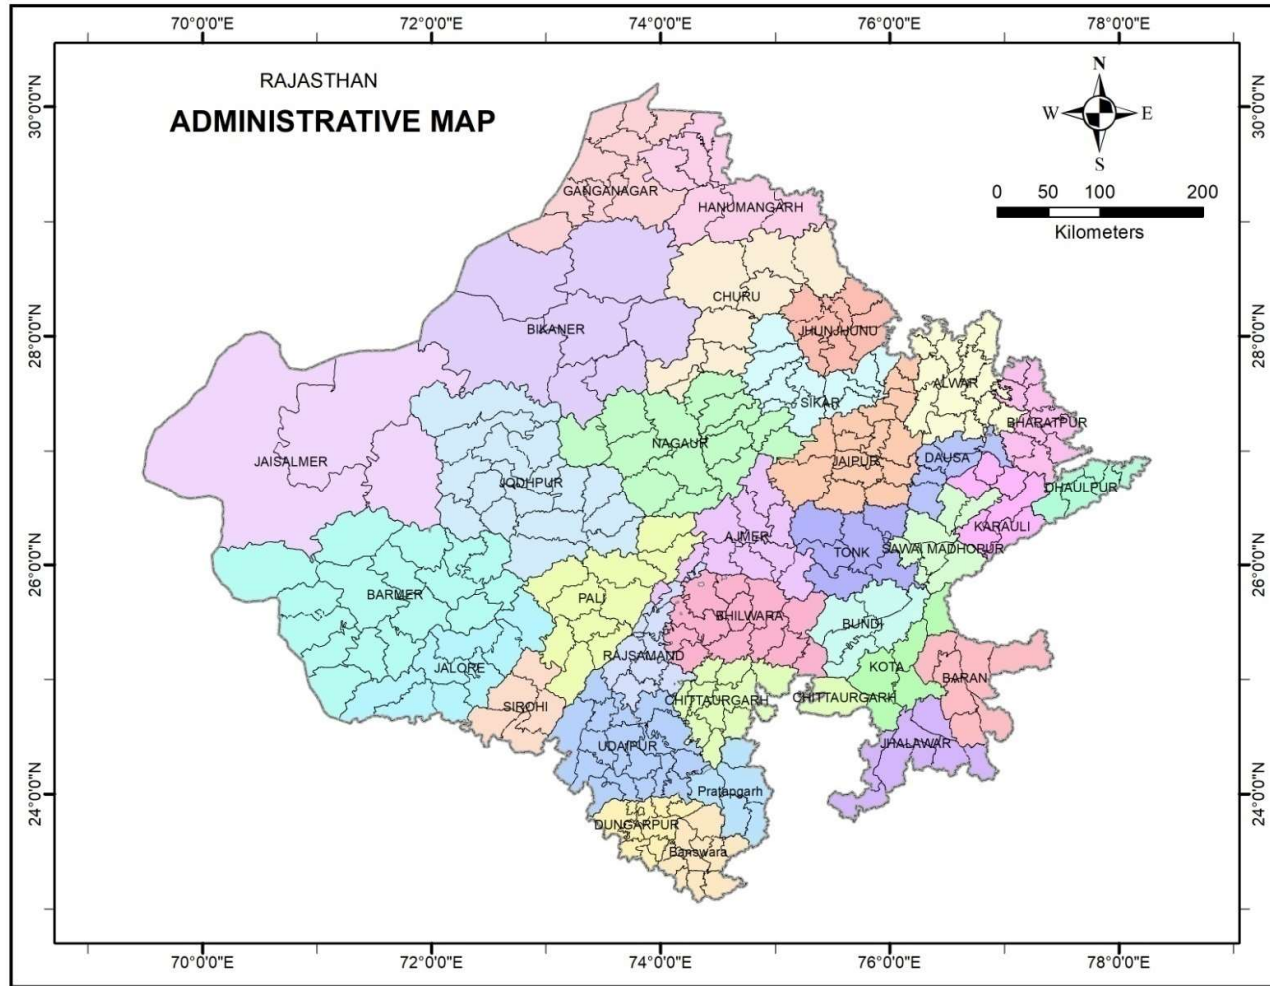 70°0'0"E 72°0'0"E 74°0'0"E 76°0'0"E 78°0'0"E
RAJASTHAN
ADMINISTRATIVE MAP
N
W E
S
0 50 100 200
Kilometers
30°0'0"N
30°0'0"N
28°0'0"N
28°0'0"N
26°0'0"N
26°0'0"N
24°0'0"N
24°0'0"N
GANGANAGAR
HANUMANGARH
CHURU
BIKANER
JHUNJHUNU
ALWAR
SIKAR
BHARATPUR
NAGAUR
JAISALMER
JAIPUR
DAUSA
JODHPUR
DHAULPUR
KARAULI
AJMER
TONK
SAWAI MADHOPUR
BARMER
PALI
BHILWARA
BUNDI
RAJSAMAND
JALORE
KOTA
BARAN
CHITTAURGARH
CHITTAURGARH
SIROHI
UDAIPUR
JHALAWAR
Pratapgarh
DUNGARPUR
Banswara
70°0'0"E 72°0'0"E 74°0'0"E 76°0'0"E 78°0'0"E